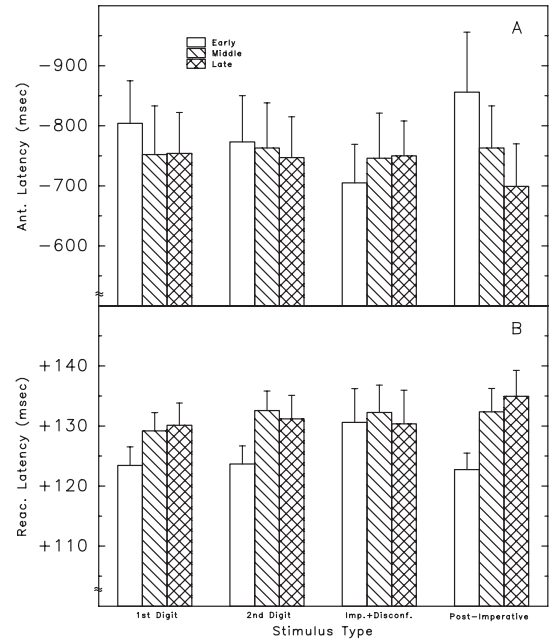 A
Early
Middle
Late
Ant. Latency (msec)
-900
-800
-700
-600
B
Reac. Latency (msec)
+140
+130
+120
+110
1st Digit 2nd Digit Imp.+Disconf. Post-Imperative
Stimulus Type